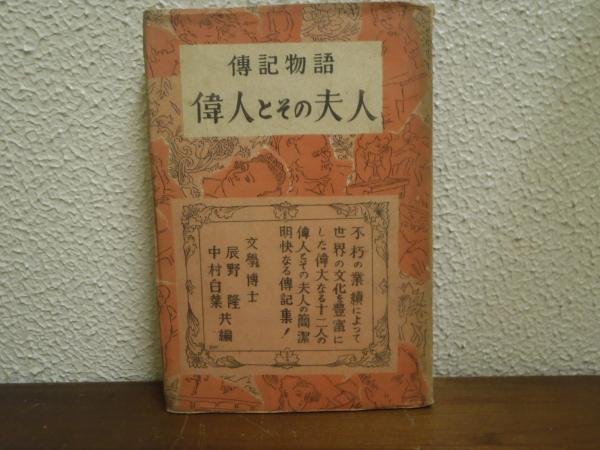 傳記物語
偉人とその夫人
不朽の業績によって
世界の文化を豊富に
した偉大なる十二人の
偉人とその夫人の簡潔
明快なる傳記集!
文學博士
辰野隆
中村白葉
共編